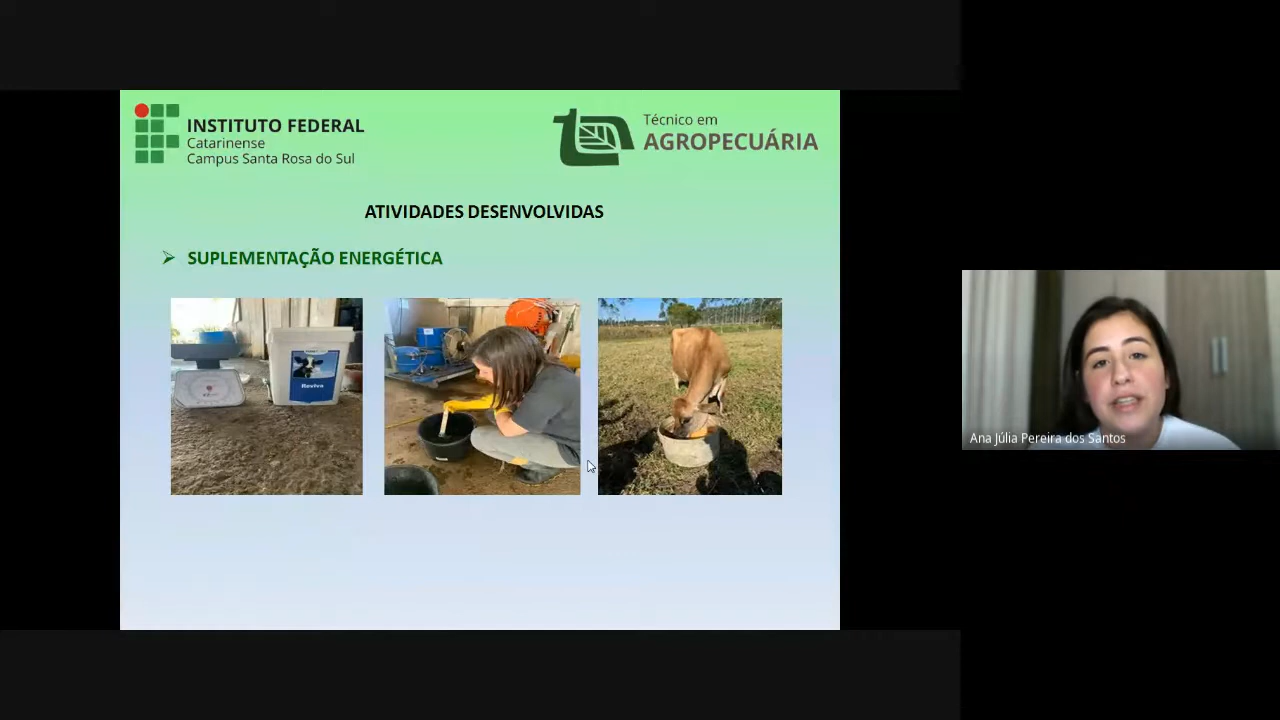 INSTITUTO FEDERAL
Catarinense
Campus Santa Rosa do Sul
Técnico em
AGROPECUÁRIA
ATIVIDADES DESENVOLVIDAS
SUPLEMENTAÇÃO ENERGÉTICA
Reviva
Ana Júlia Pereira dos Santos